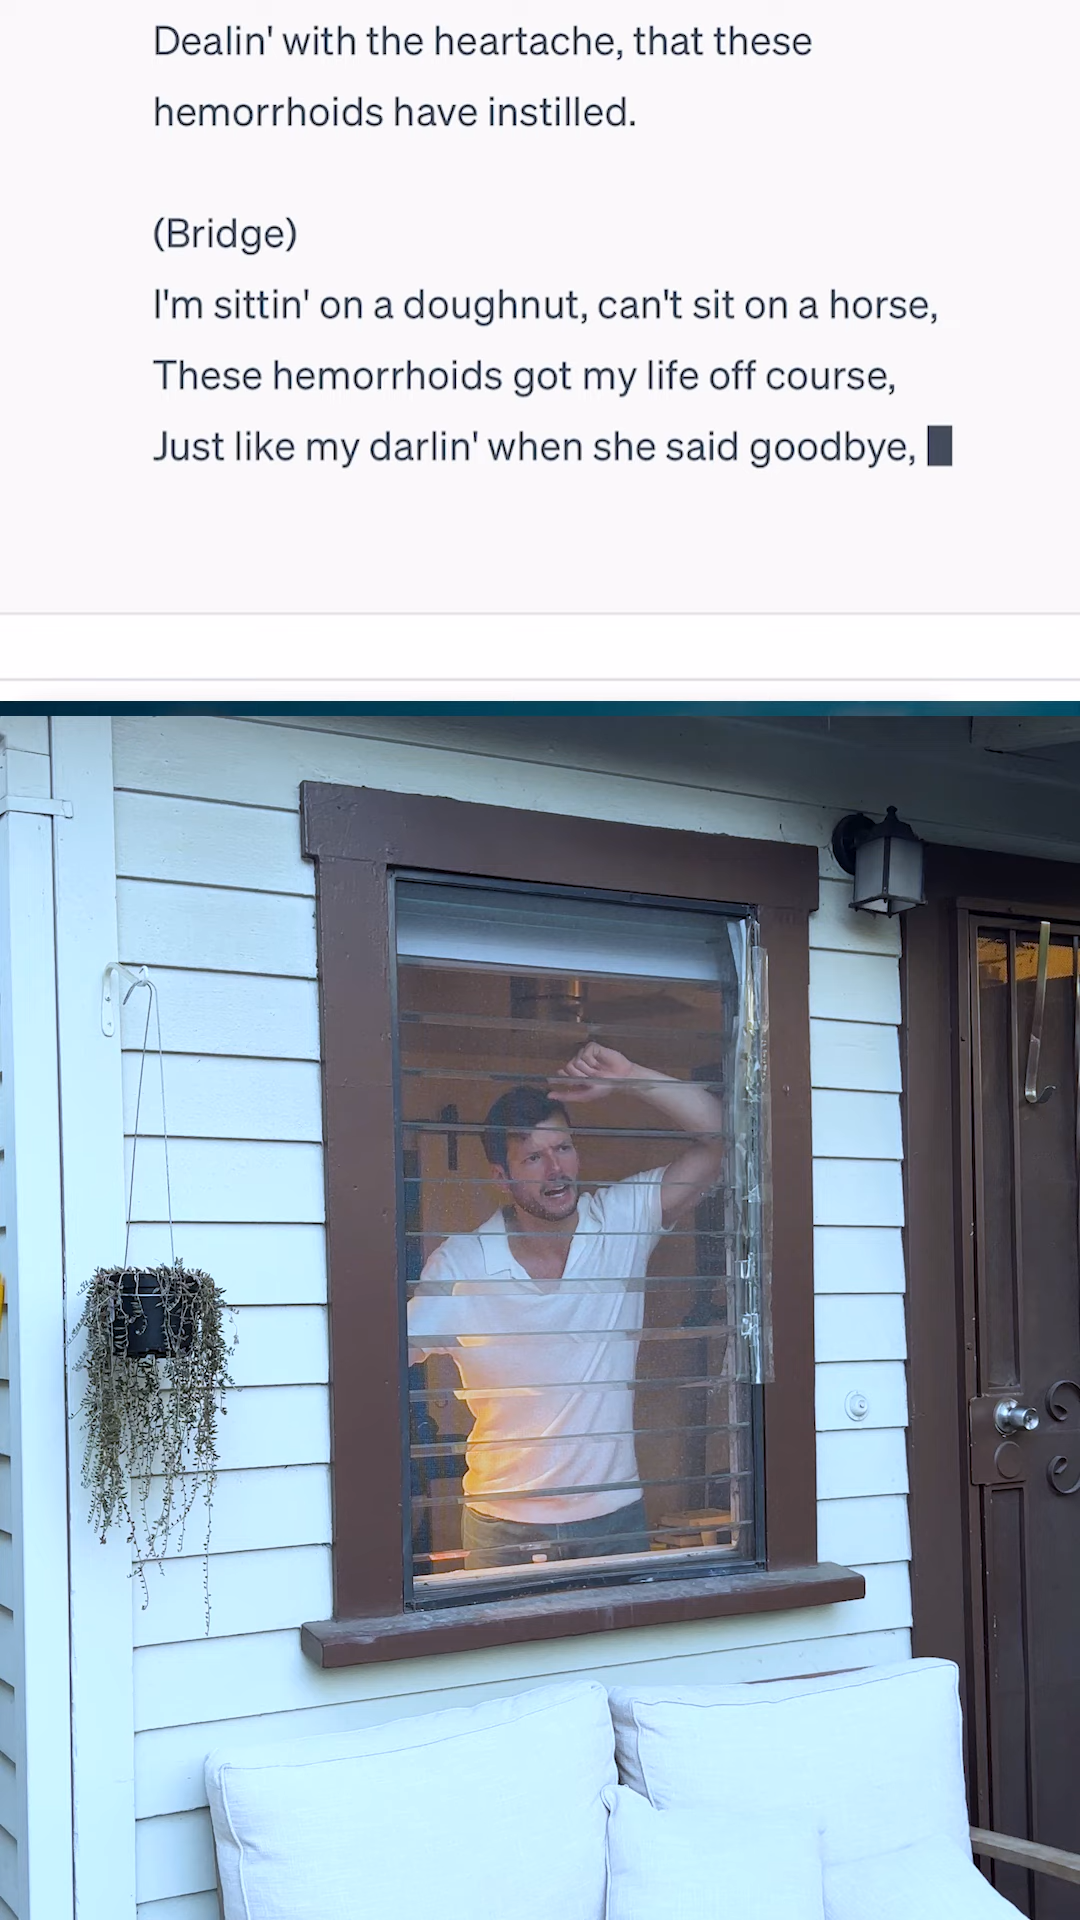 Dealin' with the heartache, that these
hemorrhoids have instilled.
(Bridge)
I'm sittin' on a doughnut, can't sit on a horse,
These hemorrhoids got my life off course,
Just like my darlin' when she said goodbye,